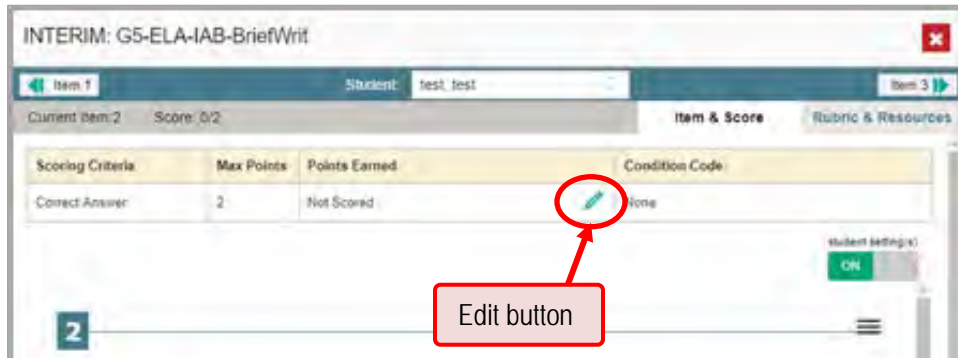 INTERIM: G5-ELA-IAB-BriefWrit
Item 1 Student: test, test Item 3
Current Item: 2 Score: 0/2 Item & Score Rubric & Resources
Scoring Criteria Max Points Points Earned Condition Code
Correct Answer 2 Not Scored None
student setting(s)
ON
Edit button
2